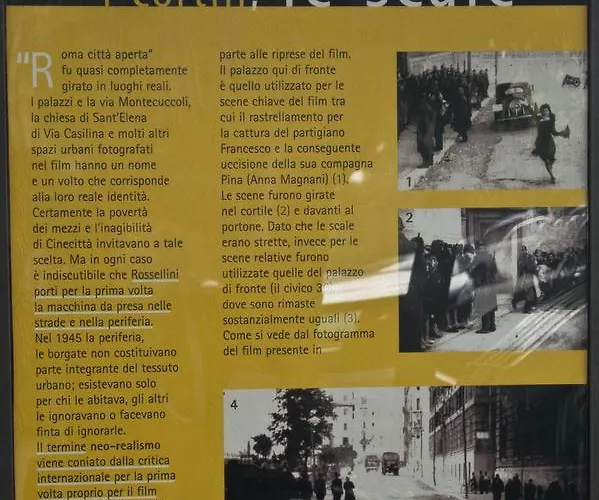 i cortili, le scale
"Roma città aperta"
fu quasi completamente
girato in luoghi reali.
I palazzi e la via Montecuccoli,
la chiesa di Sant'Elena
di Via Casilina e molti altri
spazi urbani fotografati
nel film hanno un nome
e un volto che corrisponde
alla loro reale identità.
Certamente la povertà
dei mezzi e l'inagibilità
di Cinecittà invitavano a tale
scelta. Ma in ogni caso
è indiscutibile che Rossellini
porti per la prima volta
la macchina da presa nelle
strade e nella periferia.
Nel 1945 la periferia,
le borgate non costituivano
parte integrante del tessuto
urbano; esistevano solo
per chi le abitava, gli altri
le ignoravano o facevano
finta di ignorarle.
Il termine neo-realismo
viene coniato dalla critica
internazionale per la prima
volta proprio per il film
parte alle riprese del film.
Il palazzo qui di fronte
è quello utilizzato per le
scene chiave del film tra
cui il rastrellamento per
la cattura del partigiano
Francesco e la conseguente
uccisione della sua compagna
Pina (Anna Magnani) (1).
Le scene furono girate
nel cortile (2) e davanti al
portone. Dato che le scale
erano strette, invece per le
scene relative furono
utilizzate quelle del palazzo
di fronte (il civico
dove sono rimaste
sostanzialmente uguali (3).
Come si vede dal fotogramma
del film presente in
1
2
4